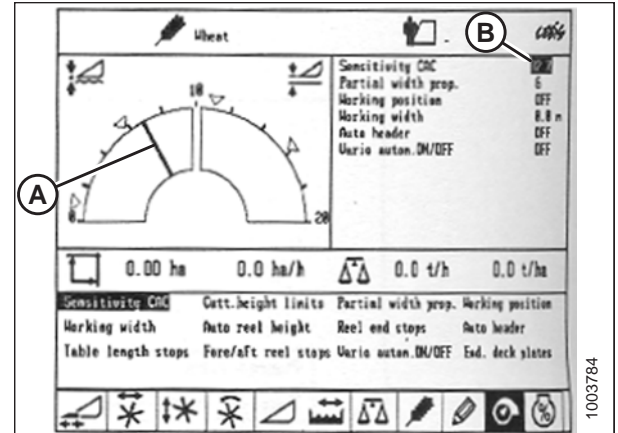 Wheat
B
Sensitivity CAC
Partial width prop. 6
Working position OFF
Working width 0.0 m
Auto header OFF
Vario autom.ON/OFF OFF
10
A
0 20
0.00 ha 0.0 ha/h 0.0 t/h 0.0 t/ha
Sensitivity CAC Cutt.height limits Partial width prop. Working position
Working width Auto reel height Reel end stops Auto header
Table length stops Fore/aft reel stops Vario autom.ON/OFF End. deck plates
%
1003784